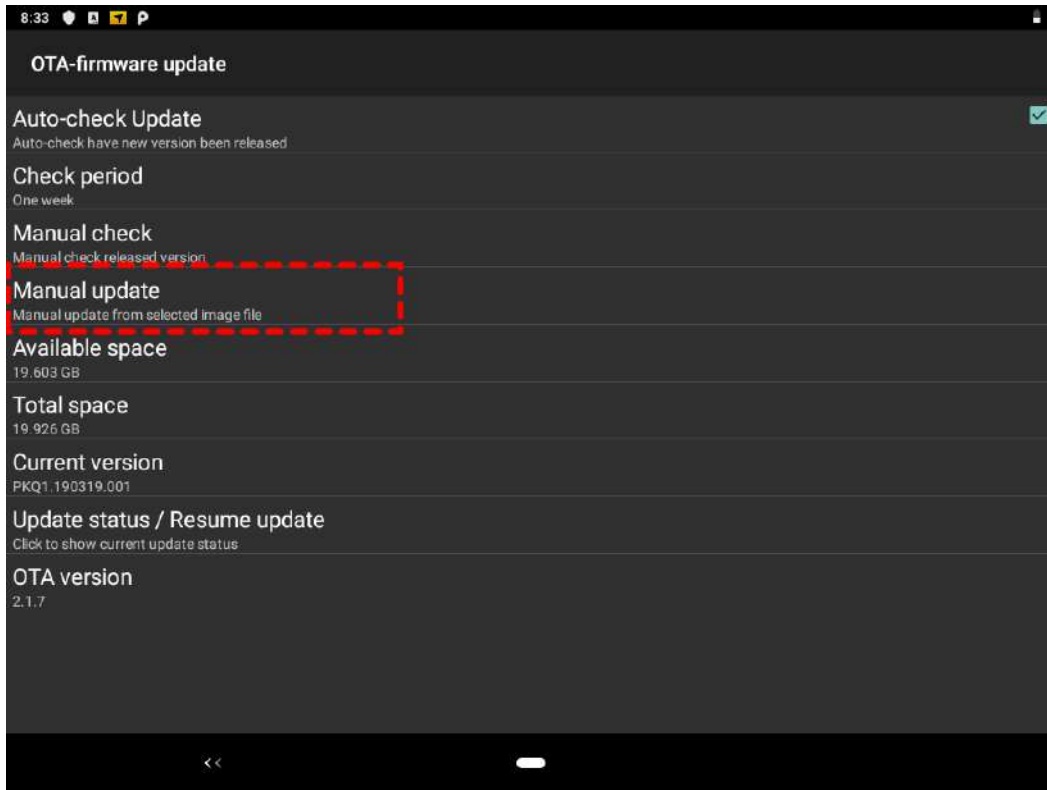 8:33
OTA-firmware update
Auto-check Update
Auto-check have new version been released
Check period
One week
Manual check
Manual check released version
Manual update
Manual update from selected image file
Available space
19.603 GB
Total space
19.926 GB
Current version
PKQ1.190319.001
Update status / Resume update
Click to show current update status
OTA version
2.1.7